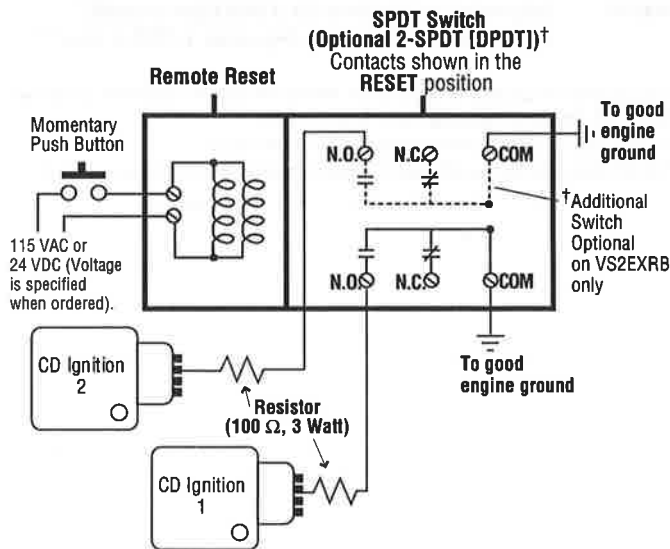 SPDT Switch
(Optional 2-SPDT [DPDT])†
Contacts shown in the
RESET position
Remote Reset
To good
engine
ground
Momentary
Push Button
N.O.
N.C.
COM
†Additional
Switch
Optional
on VS2EXRB
only
115 VAC or
24 VDC (Voltage
is specified
when ordered).
N.O.
N.C.
COM
To good
engine ground
CD Ignition
2
Resistor
(100 Ω, 3 Watt)
CD Ignition
1